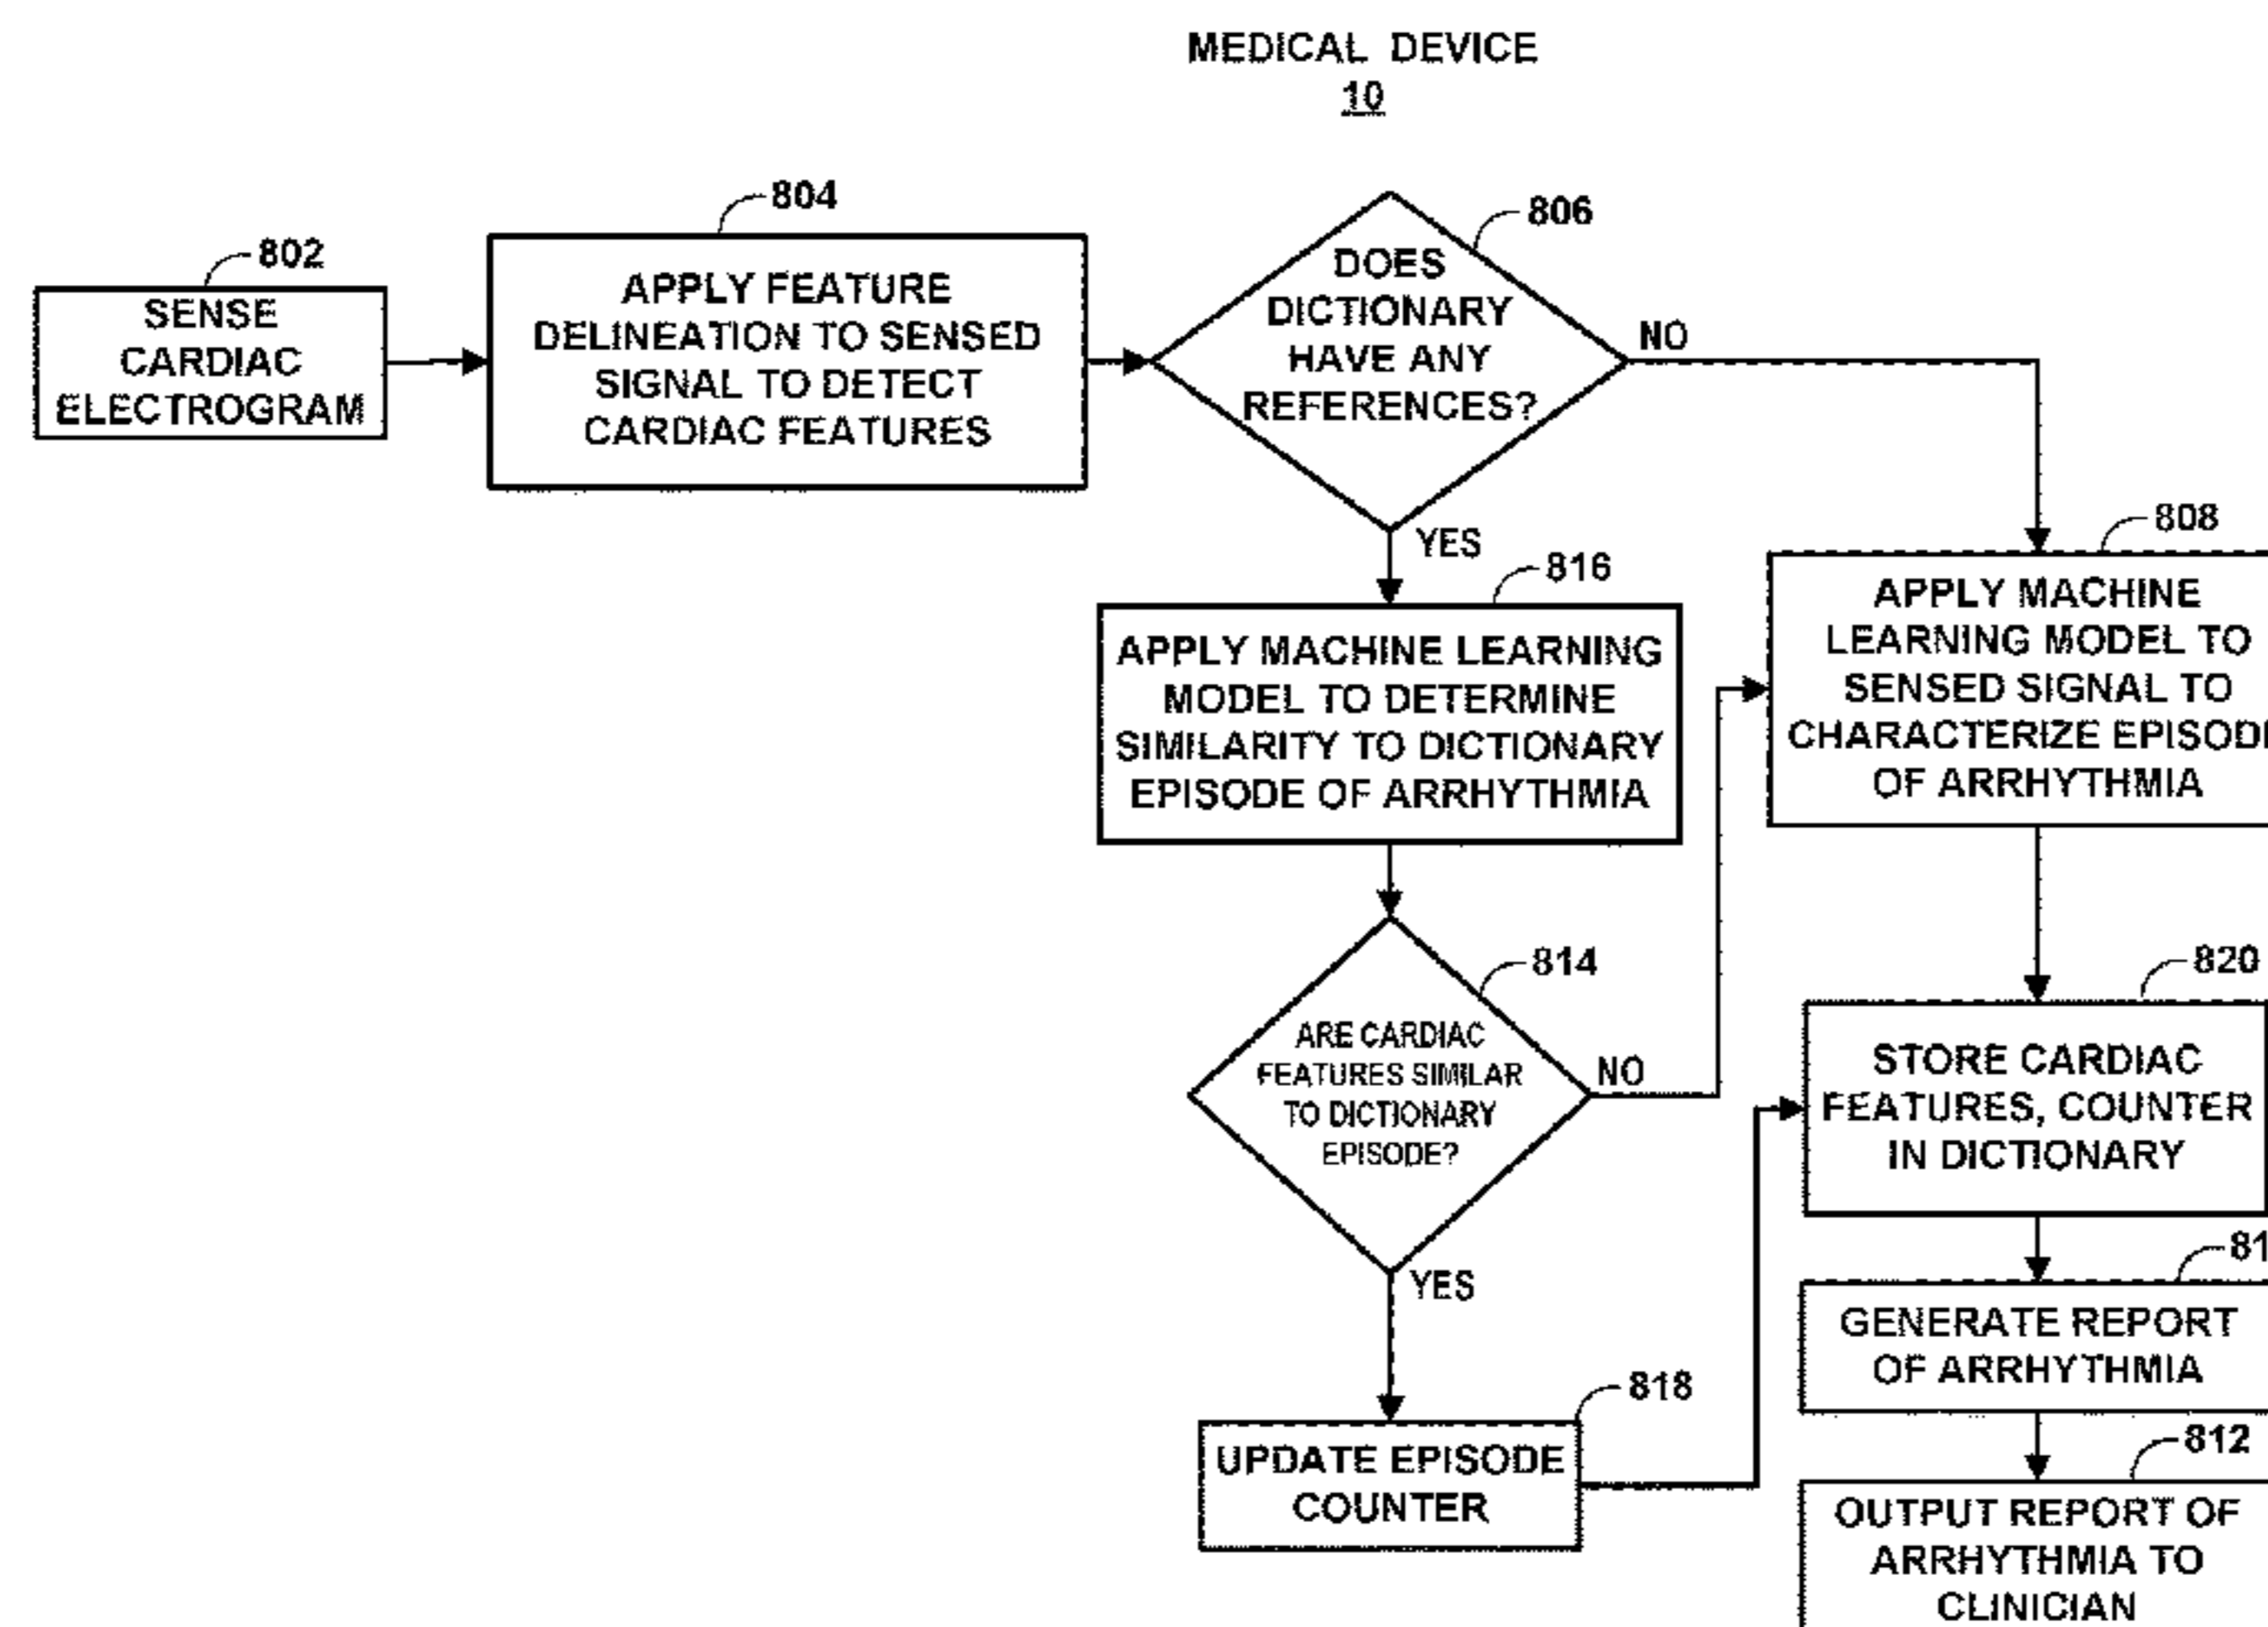 MEDICAL DEVICE
10
802
SENSE
CARDIAC
ELECTROGRAM
804
APPLY FEATURE
DELINEATION TO SENSED
SIGNAL TO DETECT
CARDIAC FEATURES
806
DOES
DICTIONARY
HAVE ANY
REFERENCES?
NO
YES
816
APPLY MACHINE LEARNING
MODEL TO DETERMINE
SIMILARITY TO DICTIONARY
EPISODE OF ARRHYTHMIA
808
APPLY MACHINE
LEARNING MODEL TO
SENSED SIGNAL TO
CHARACTERIZE
OF ARRHYTHMIA
814
ARE CARDIAC
FEATURES SIMILAR
TO DICTIONARY
EPISODE?
NO
YES
820
STORE CARDIAC
FEATURES, COUNTER
IN DICTIONARY
GENERATE REPORT
OF ARRHYTHMIA
818
UPDATE EPISODE
COUNTER
812
OUTPUT REPORT OF
ARRHYTHMIA TO
CLINICIAN